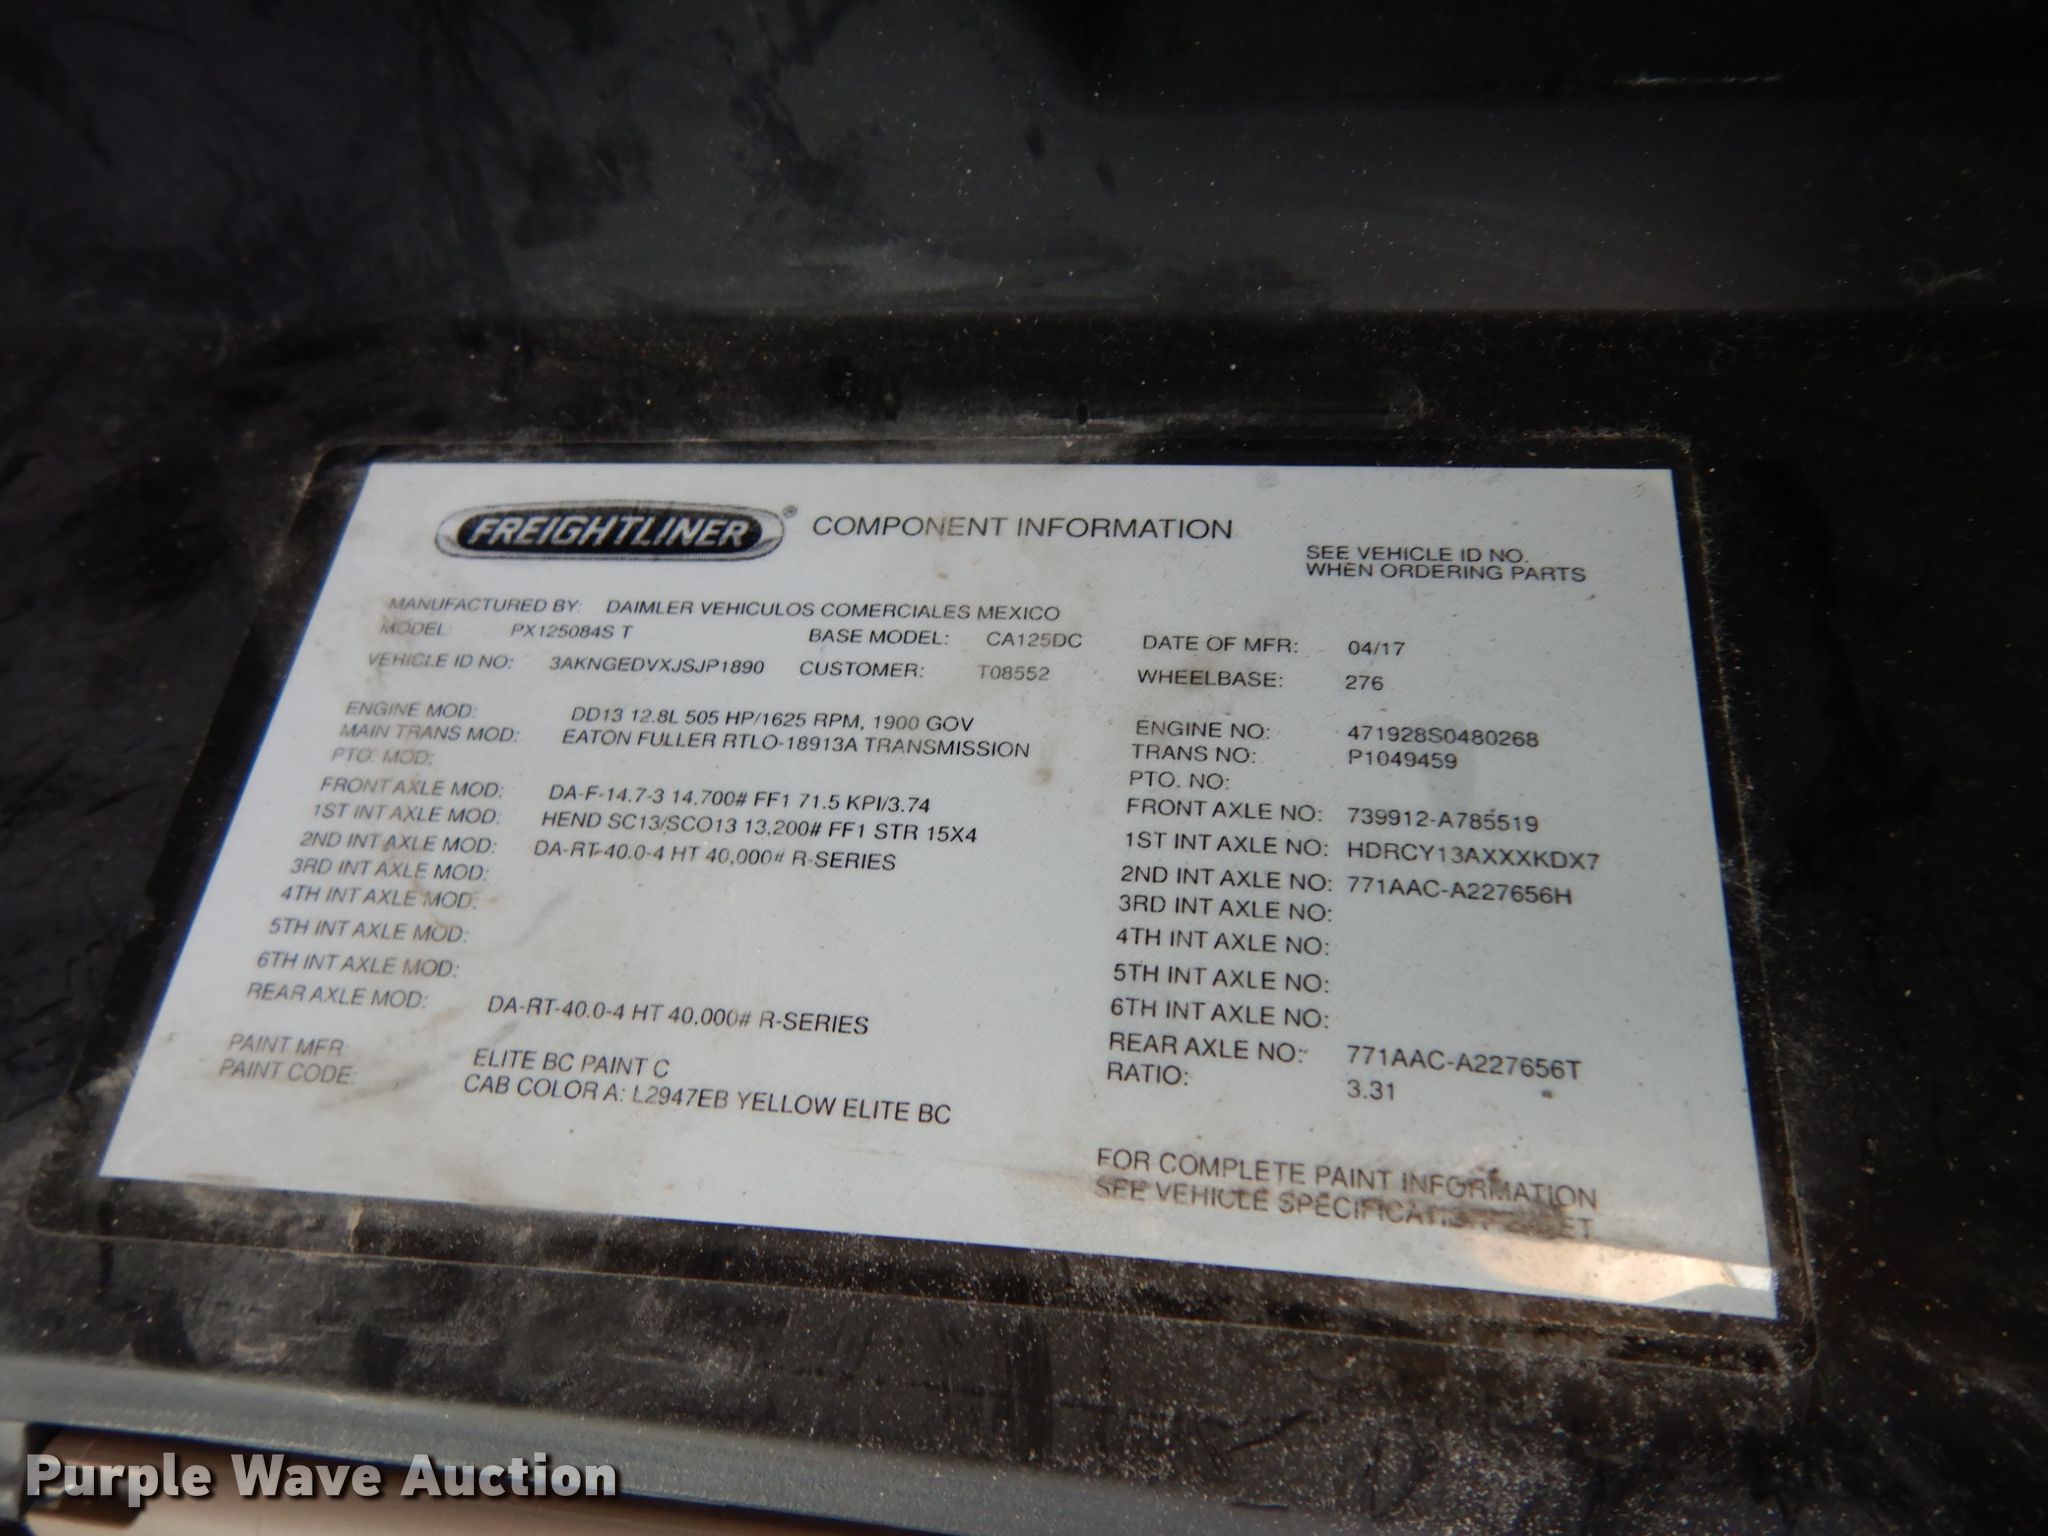 FREIGHTLINER® COMPONENT INFORMATION
SEE VEHICLE ID NO.
WHEN ORDERING PARTS
MANUFACTURED BY: DAIMLER VEHICULOS COMERCIALES MEXICO
MODEL: PX125084S T BASE MODEL: CA125DC DATE OF MFR: 04/17
VEHICLE ID NO: 3AKNGEDVXJSJP1890 CUSTOMER: T08552 WHEELBASE: 276
ENGINE MOD: DD13 12.8L 505 HP/1625 RPM, 1900 GOV ENGINE NO: 471928S0480268
MAIN TRANS MOD: EATON FULLER RTLO-18913A TRANSMISSION TRANS NO: P1049459
PTO. MOD: PTO. NO:
FRONT AXLE MOD: DA-F-14.7-3 14,700# FF1 71.5 KPI/3.74 FRONT AXLE NO: 739912-A785519
1ST INT AXLE MOD: HEND SC13/SCO13 13,200# FF1 STR 15X4 1ST INT AXLE NO: HDRCY13AXXXKDX7
2ND INT AXLE MOD: DA-RT-40.0-4 HT 40,000# R-SERIES 2ND INT AXLE NO: 771AAC-A227656H
3RD INT AXLE MOD: 3RD INT AXLE NO:
4TH INT AXLE MOD: 4TH INT AXLE NO:
5TH INT AXLE MOD: 5TH INT AXLE NO:
6TH INT AXLE MOD: 6TH INT AXLE NO:
REAR AXLE MOD: DA-RT-40.0-4 HT 40,000# R-SERIES REAR AXLE NO: 771AAC-A227656T
RATIO: 3.31
PAINT MFR: ELITE BC PAINT C
PAINT CODE: CAB COLOR A: L2947EB YELLOW ELITE BC
FOR COMPLETE PAINT INFORMATION
SEE VEHICLE SPECIFICATION
Purple Wave Auction